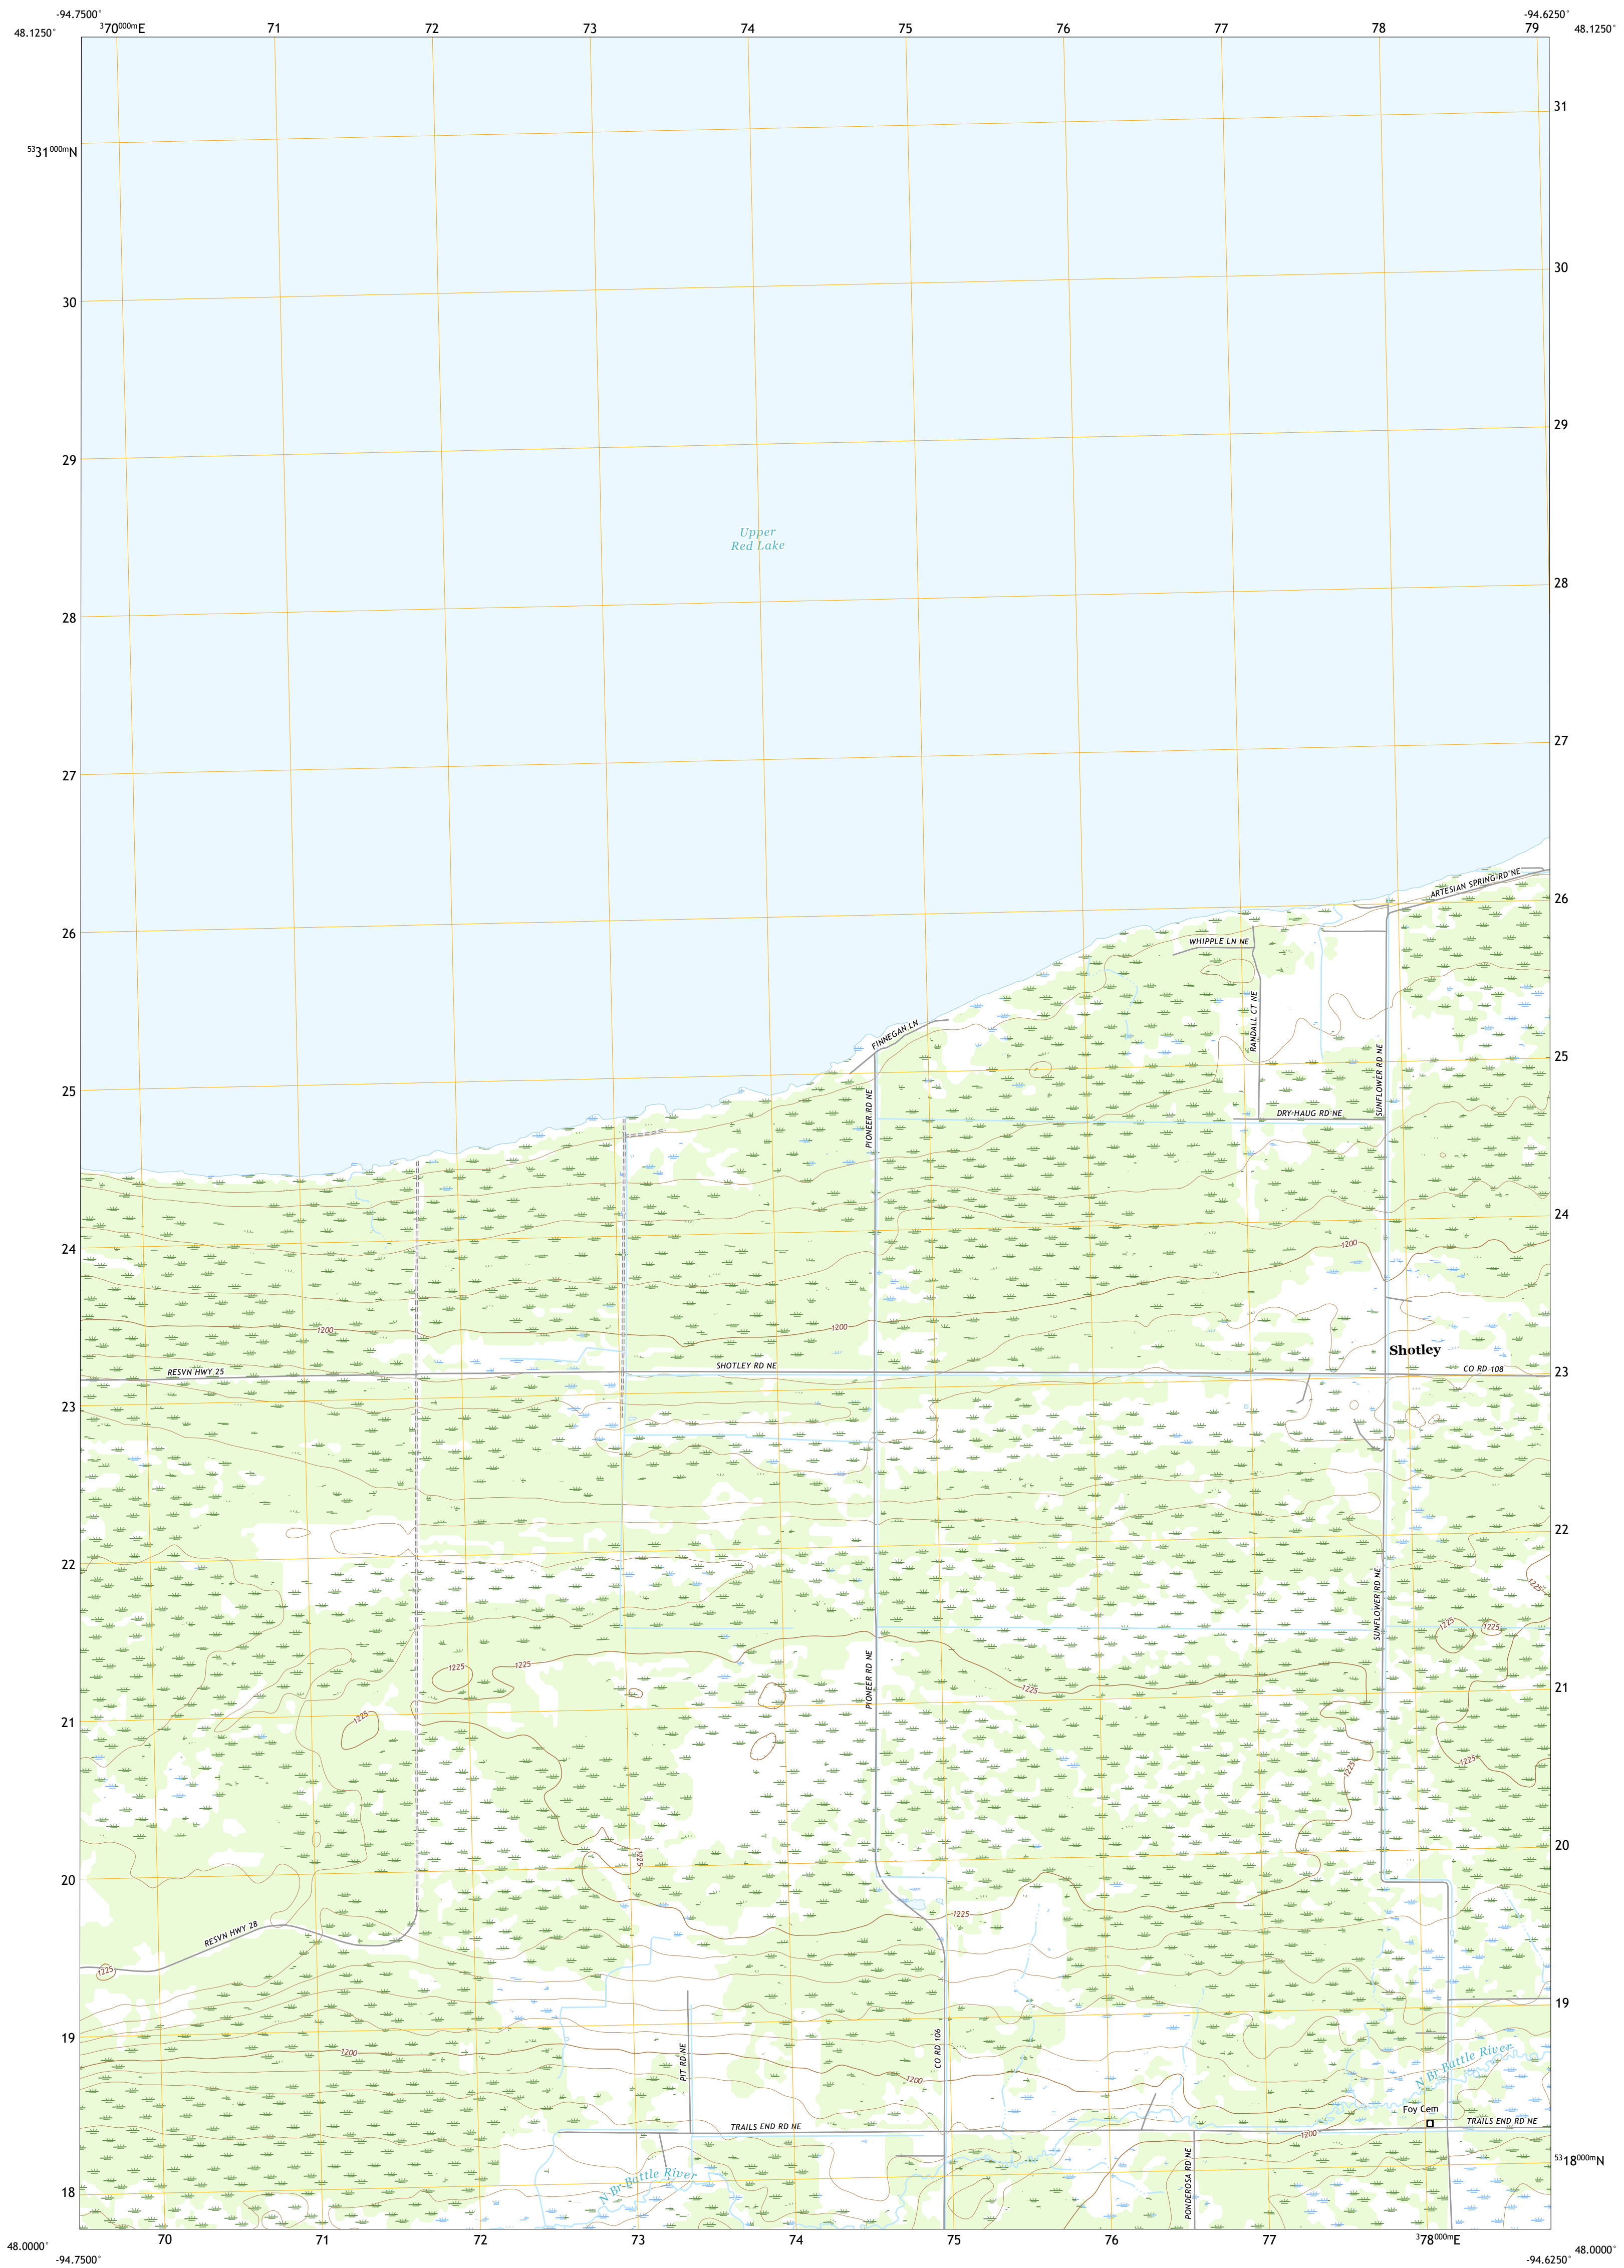 -94.7500°
-94.6250°
48.1250°
370000mE
71
72
73
74
75
76
77
78
79
48.1250°
31
5331000mN
30
30
29
29
Upper
Red Lake
28
28
27
27
26
ARTESIAN SPRING RD NE
26
WHIPPLE LN NE
RANDALL CT NE
FINNEGAN LN
25
SUNFLOWER RD NE
25
PIONEER RD NE
DRY-HAUG RD NE
24
24
1200
1200
1200
Shotley
RESVN HWY 25
SHOTLEY RD NE
CO RD 108
23
23
22
22
1225
SUNFLOWER RD NE
1225
1225
1225
1225
PIONEER RD NE
1225
21
21
1225
1225
1225
20
20
1225
1225
RESVN HWY 28
1225
19
19
PIT RD NE
CO RD 106
1200
1200
N Br Battle River
Foy Cem
TRAILS END RD NE
TRAILS END RD NE
1200
N Br Battle River
PONDEROSA RD NE
5318000mN
18
48.0000°
70
71
72
73
74
75
76
77
378000mE
48.0000°
-94.7500°
-94.6250°